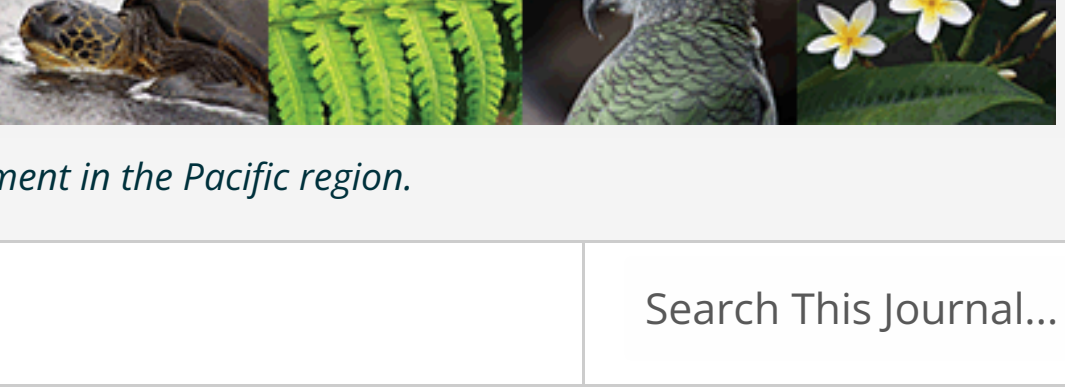 ment in the Pacific region.
Search This Journal...